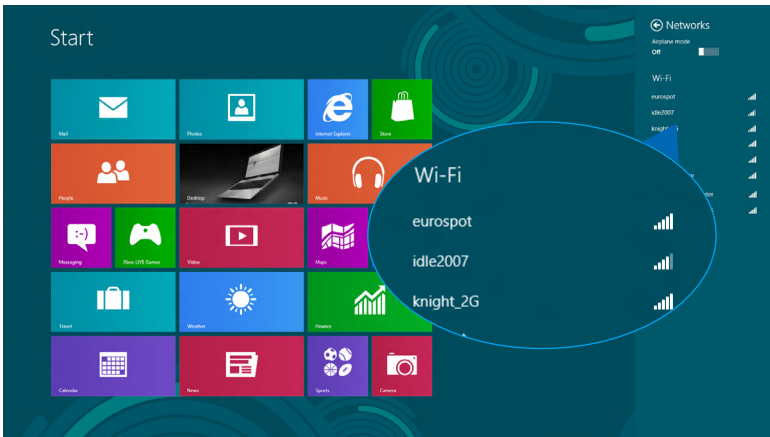 Start
Mail
Photos
Internet Explorer
Store
People
Desktop
Music
Messaging
Xbox LIVE Games
Video
Maps
Travel
Weather
Finance
Calendar
News
Sports
Camera
Networks
Airplane mode
Off
Wi-Fi
eurospot
idle2007
Wi-Fi
eurospot
idle2007
knight_2G